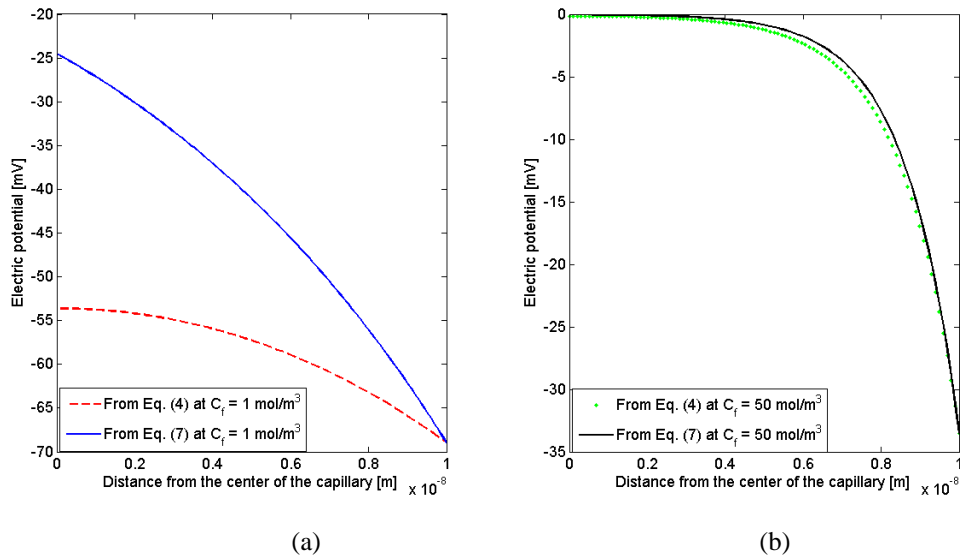 -20
-25
-30
-35
-40
-45
-50
-55
-60
-65
-70
Electric potential [mV]
From Eq. (4) at C_f = 1 mol/m³
From Eq. (7) at C_f = 1 mol/m³
0 0.2 0.4 0.6 0.8 1
Distance from the center of the capillary [m]
x 10⁻⁸
(a)
0
-5
-10
-15
-20
-25
-30
-35
Electric potential [mV]
From Eq. (4) at C_f = 50 mol/m³
From Eq. (7) at C_f = 50 mol/m³
0 0.2 0.4 0.6 0.8 1
Distance from the center of the capillary [m]
x 10⁻⁸
(b)